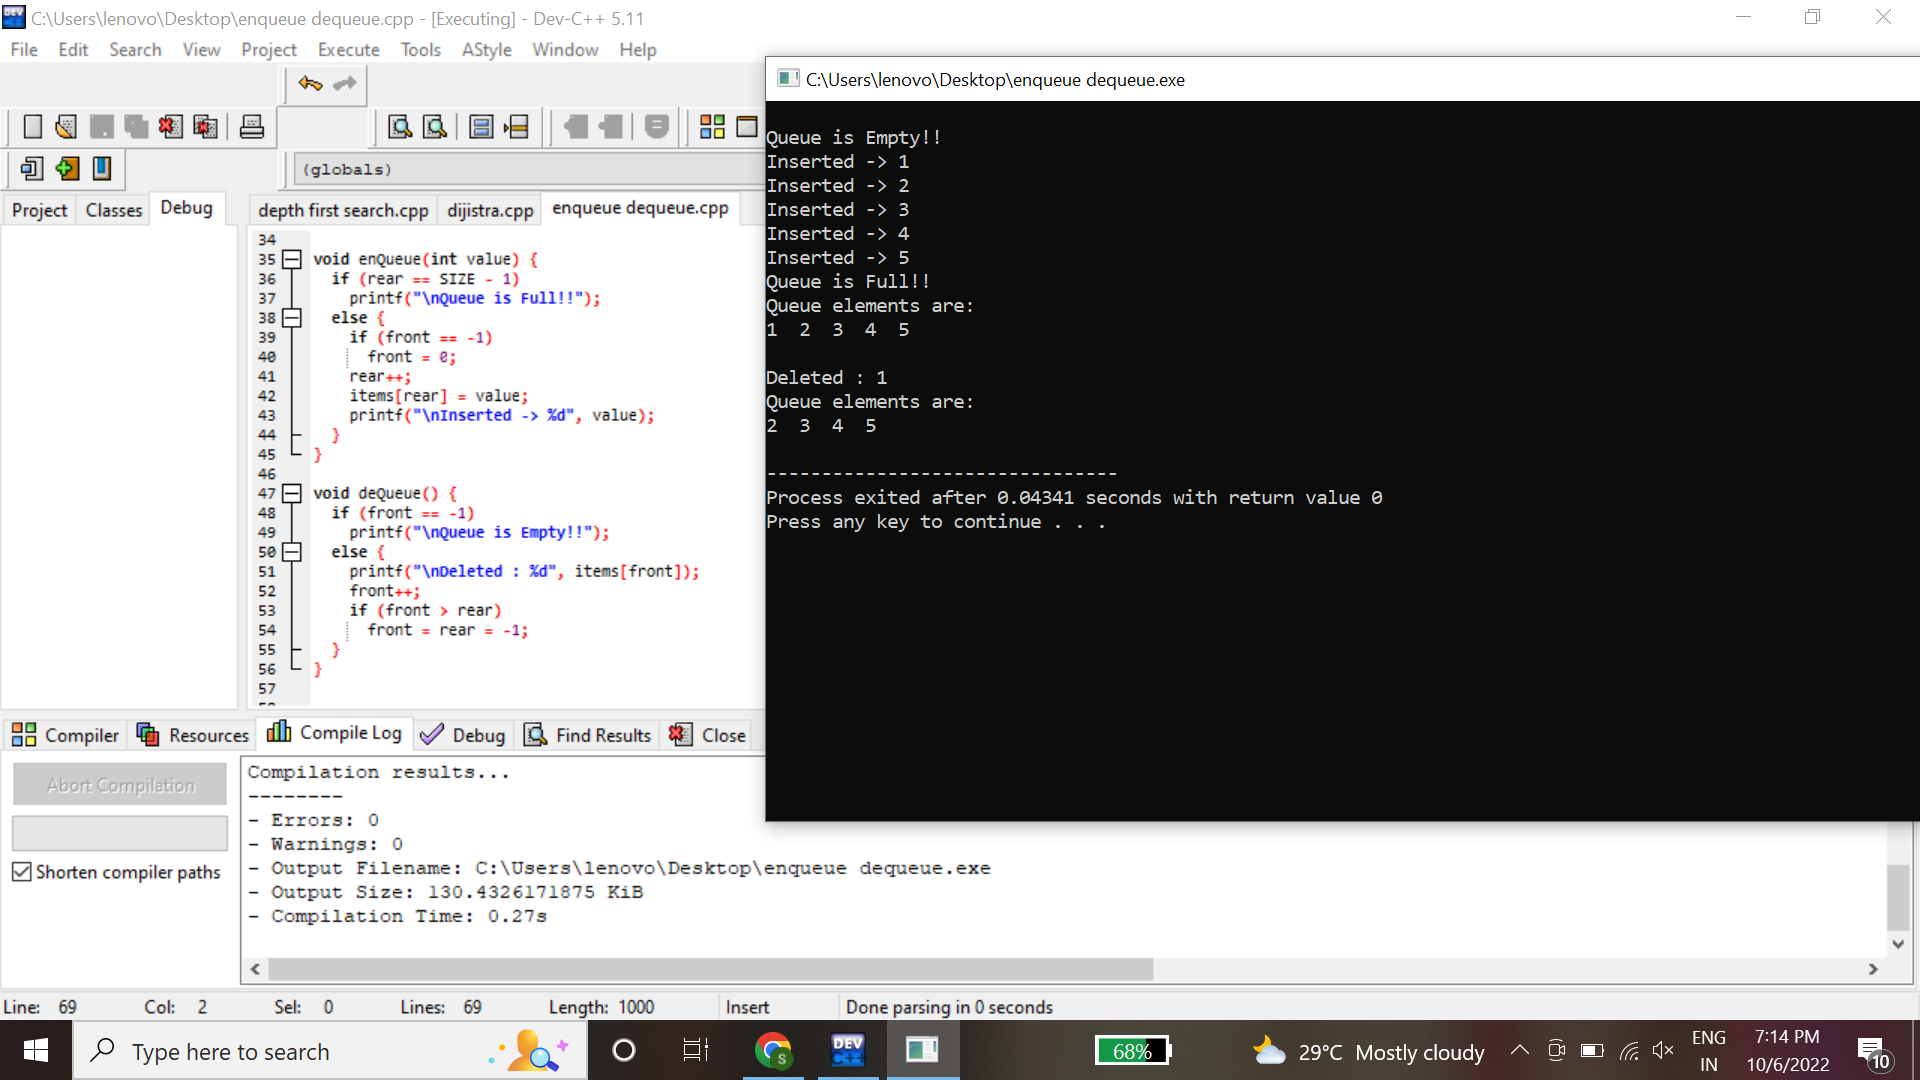 C:\Users\lenovo\Desktop\enqueue dequeue.cpp - [Executing] - Dev-C++ 5.11
File Edit Search View Project Execute Tools AStyle Window Help
(globals)
Project Classes Debug
depth first search.cpp dijistra.cpp enqueue dequeue.cpp
34
35 void enQueue(int value) {
36 if (rear == SIZE - 1)
37 printf("\nQueue is Full!!");
38 else {
39 if (front == -1)
40 front = 0;
41 rear++;
42 items[rear] = value;
43 printf("\nInserted -> %d", value);
44 }
45 }
46
47 void deQueue() {
48 if (front == -1)
49 printf("\nQueue is Empty!!");
50 else {
51 printf("\nDeleted : %d", items[front]);
52 front++;
53 if (front > rear)
54 front = rear = -1;
55 }
56 }
57
C:\Users\lenovo\Desktop\enqueue dequeue.exe
Queue is Empty!!
Inserted -> 1
Inserted -> 2
Inserted -> 3
Inserted -> 4
Inserted -> 5
Queue is Full!!
Queue elements are:
1 2 3 4 5
Deleted : 1
Queue elements are:
2 3 4 5
--------------------------------
Process exited after 0.04341 seconds with return value 0
Press any key to continue . . .
Compiler Resources Compile Log Debug Find Results Close
Abort Compilation
Shorten compiler paths
Compilation results...
--------
- Errors: 0
- Warnings: 0
- Output Filename: C:\Users\lenovo\Desktop\enqueue dequeue.exe
- Output Size: 130.4326171875 KiB
- Compilation Time: 0.27s
Line: 69 Col: 2 Sel: 0 Lines: 69 Length: 1000 Insert Done parsing in 0 seconds
Type here to search
S
DEV C++
68%
29°C Mostly cloudy
ENG
IN
7:14 PM
10/6/2022
10